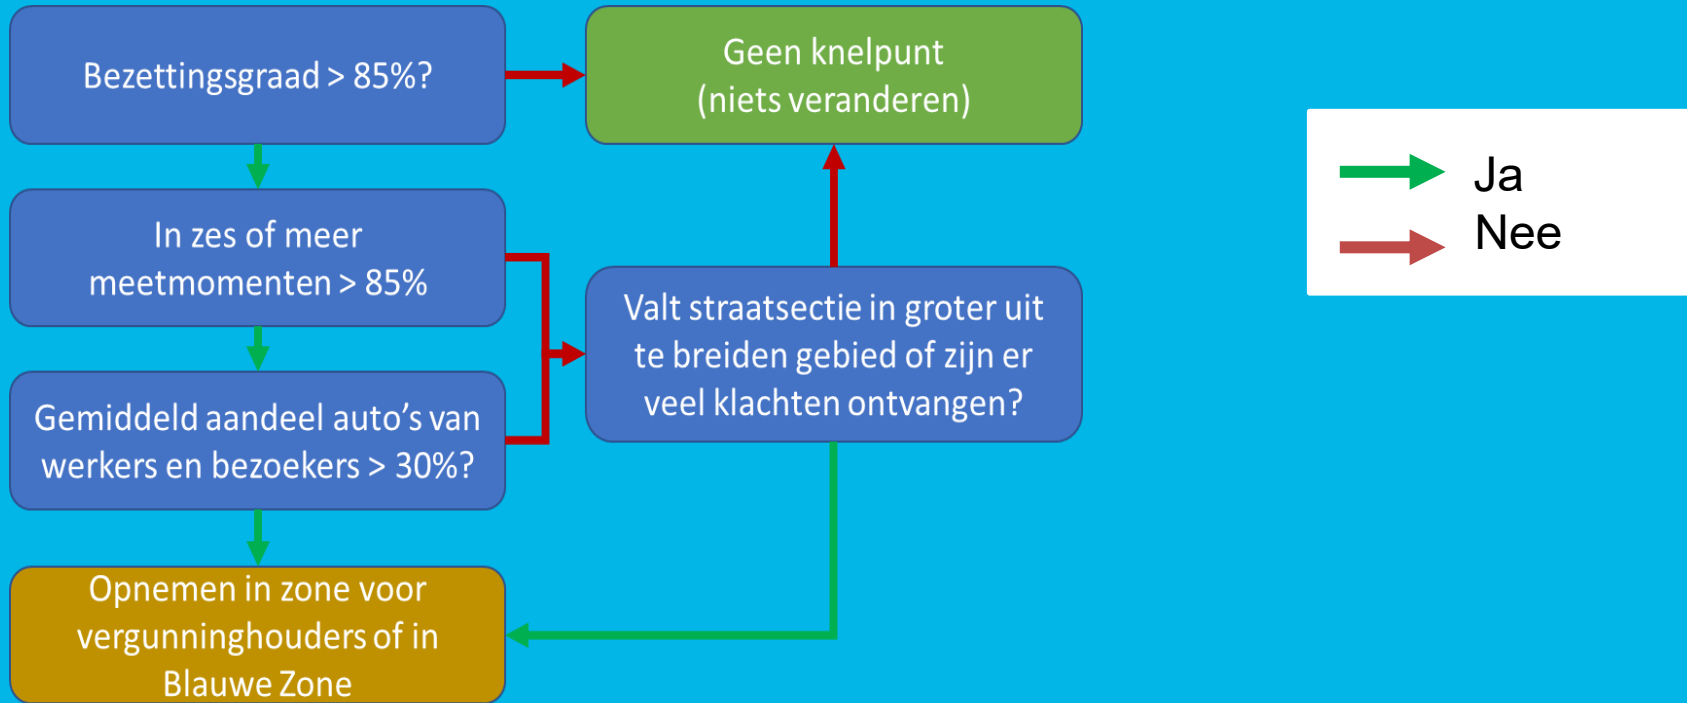 Bezettingsgraad > 85%?
Geen knelpunt
(niets veranderen)
Ja
Nee
In zes of meer
meetmomenten > 85%
Valt straatsectie in groter uit
te breiden gebied of zijn er
veel klachten ontvangen?
Gemiddeld aandeel auto's van
werkers en bezoekers > 30%?
Opnemen in zone voor
vergunninghouders of in
Blauwe Zone